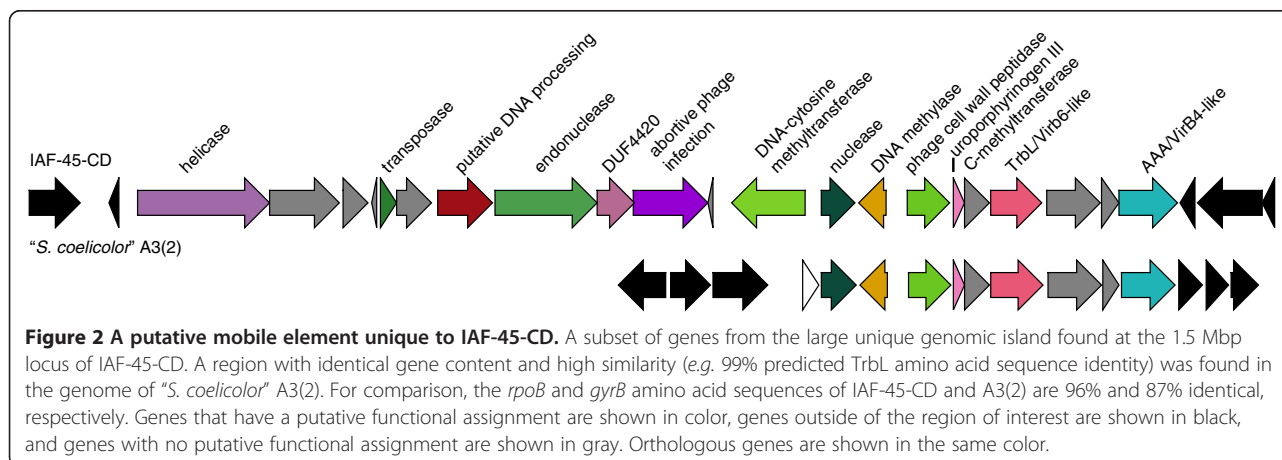 helicase
transposase
putative DNA processing
endonuclease
DUF4420
abortive phage
infection
DNA-cytosine
methyltransferase
nuclease
DNA methylase
phage cell wall peptidase
uroporphyrinogen III
C-methyltransferase
TrbL/Virb6-like
AAA/VirB4-like
IAF-45-CD
"S. coelicolor" A3(2)
Figure 2 A putative mobile element unique to IAF-45-CD. A subset of genes from the large unique genomic island found at the 1.5 Mbp
locus of IAF-45-CD. A region with identical gene content and high similarity (e.g. 99% predicted TrbL amino acid sequence identity) was found in
the genome of "S. coelicolor" A3(2). For comparison, the rpoB and gyrB amino acid sequences of IAF-45-CD and A3(2) are 96% and 87% identical,
respectively. Genes that have a putative functional assignment are shown in color, genes outside of the region of interest are shown in black,
and genes with no putative functional assignment are shown in gray. Orthologous genes are shown in the same color.